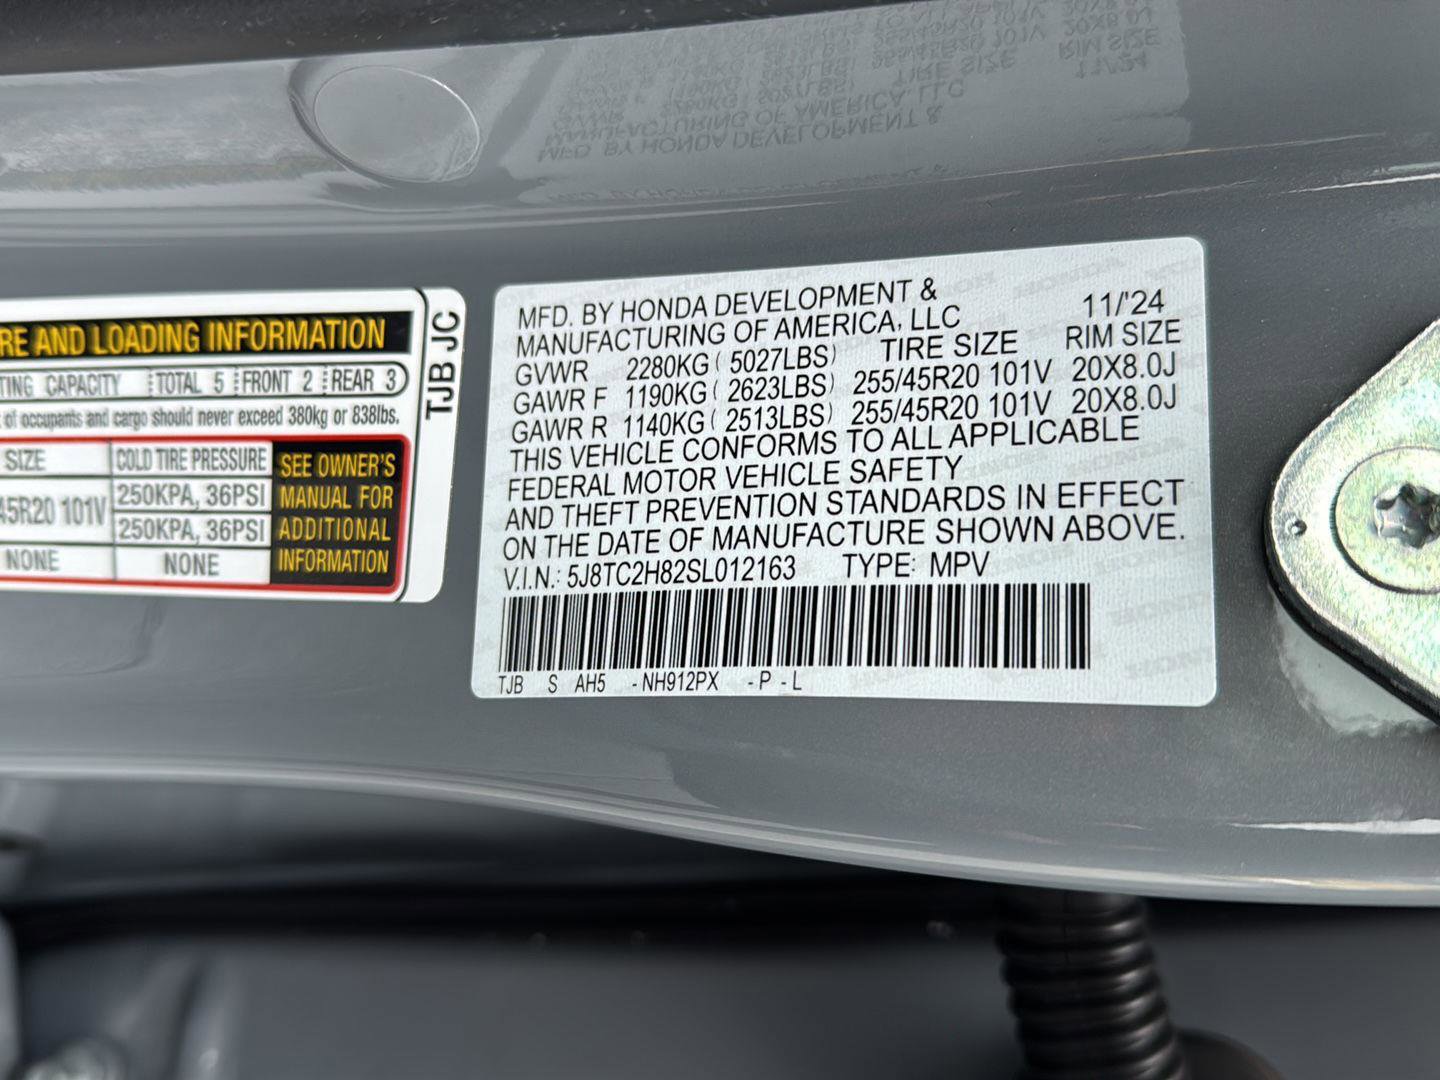 RE AND LOADING INFORMATION
TING CAPACITY TOTAL 5 FRONT 2 REAR 3
of occupants and cargo should never exceed 380kg or 838lbs.
SIZE COLD TIRE PRESSURE SEE OWNER'S
MANUAL FOR
ADDITIONAL
INFORMATION
45R20 101V 250KPA, 36PSI
250KPA, 36PSI
NONE NONE
TJB JC
MFD. BY HONDA DEVELOPMENT &
MANUFACTURING OF AMERICA, LLC 11/'24
GVWR 2280KG ( 5027LBS) TIRE SIZE RIM SIZE
GAWR F 1190KG ( 2623LBS) 255/45R20 101V 20X8.0J
GAWR R 1140KG ( 2513LBS) 255/45R20 101V 20X8.0J
THIS VEHICLE CONFORMS TO ALL APPLICABLE
FEDERAL MOTOR VEHICLE SAFETY
AND THEFT PREVENTION STANDARDS IN EFFECT
ON THE DATE OF MANUFACTURE SHOWN ABOVE.
V.I.N.: 5J8TC2H82SL012163 TYPE: MPV
TJB S AH5 - NH912PX - P - L